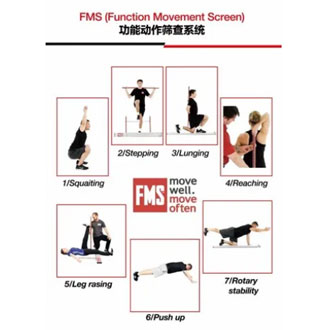 FMS (Function Movement Screen)
功能动作筛查系统
1/Squaiting
2/Stepping
3/Lunging
4/Reaching
FMS
move
well.
move
often
5/Leg rasing
6/Push up
7/Rotary
stability